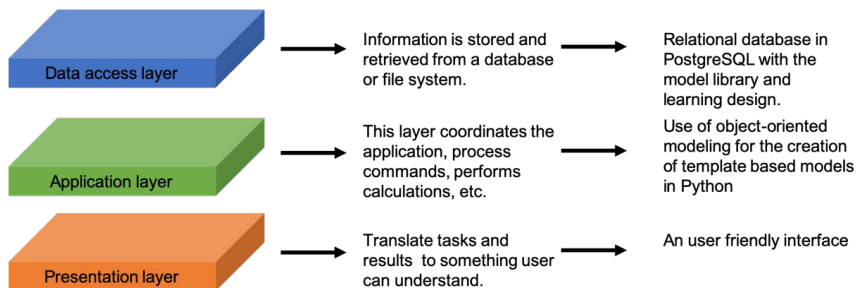 Data access layer
Information is stored and
retrieved from a database
or file system.
Relational database in
PostgreSQL with the
model library and
learning design.
Application layer
This layer coordinates the
application, process
commands, performs
calculations, etc.
Use of object-oriented
modeling for the creation
of template based models
in Python
Presentation layer
Translate tasks and
results to something user
can understand.
An user friendly interface